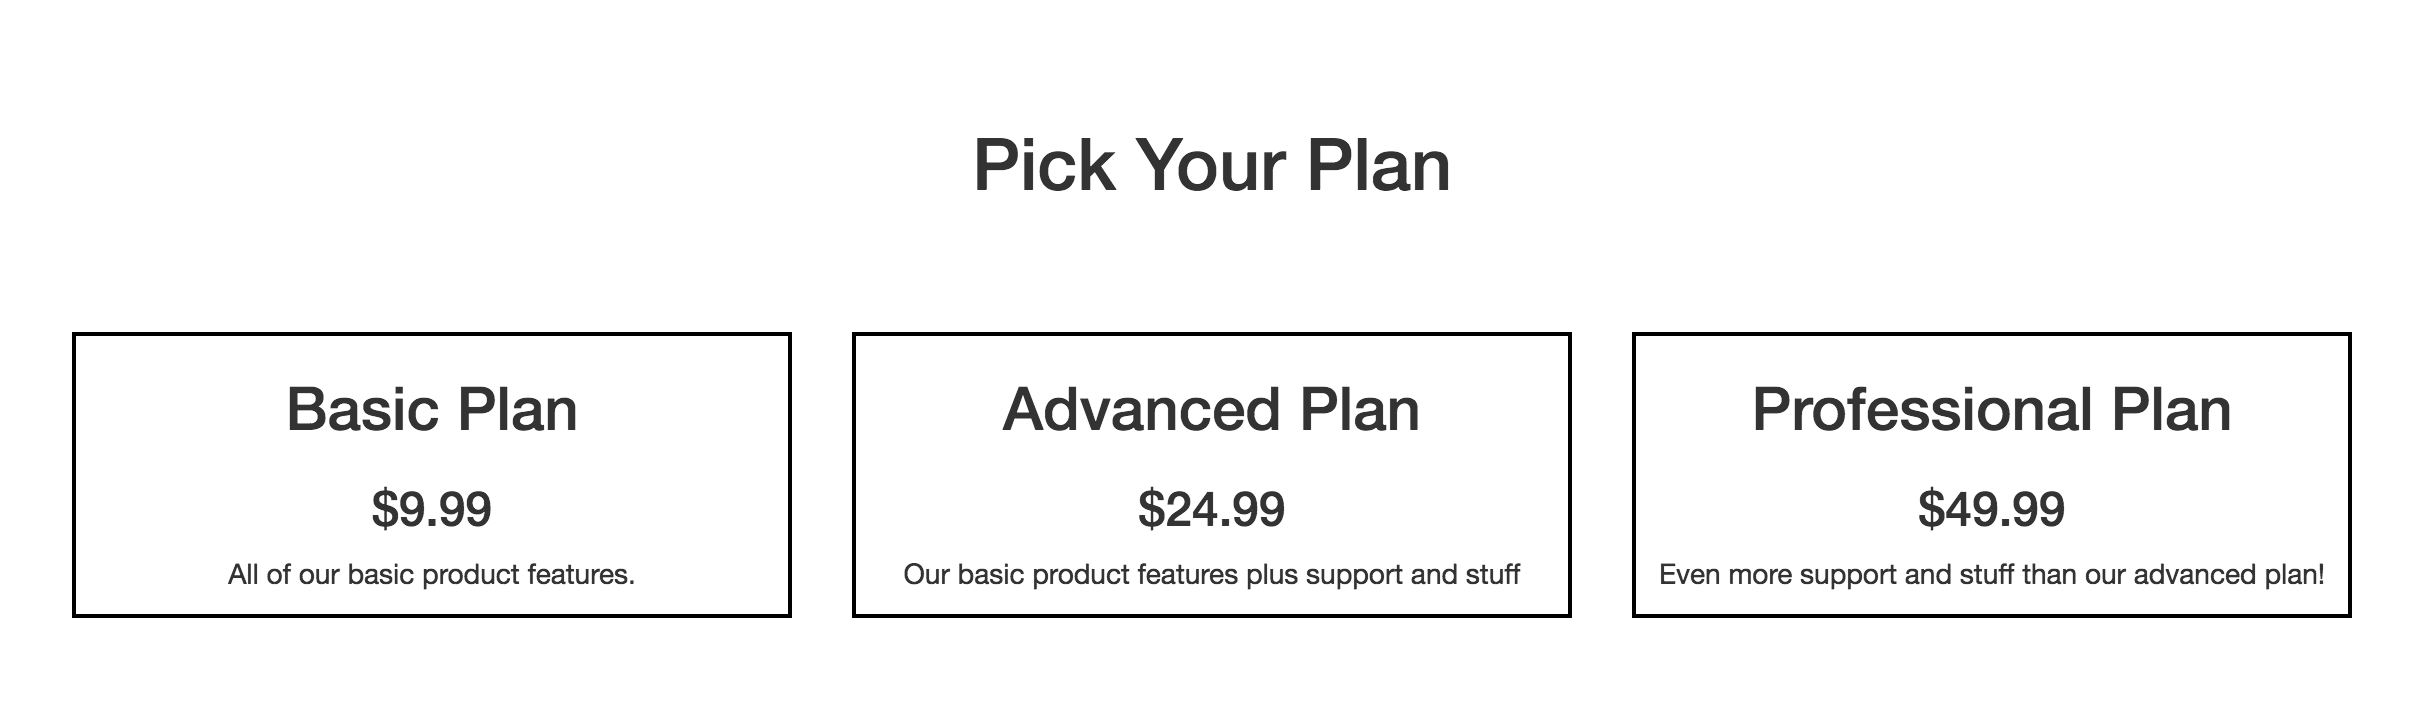 Pick Your Plan
Basic Plan
$9.99
All of our basic product features.
Advanced Plan
$24.99
Our basic product features plus support and stuff
Professional Plan
$49.99
Even more support and stuff than our advanced plan!